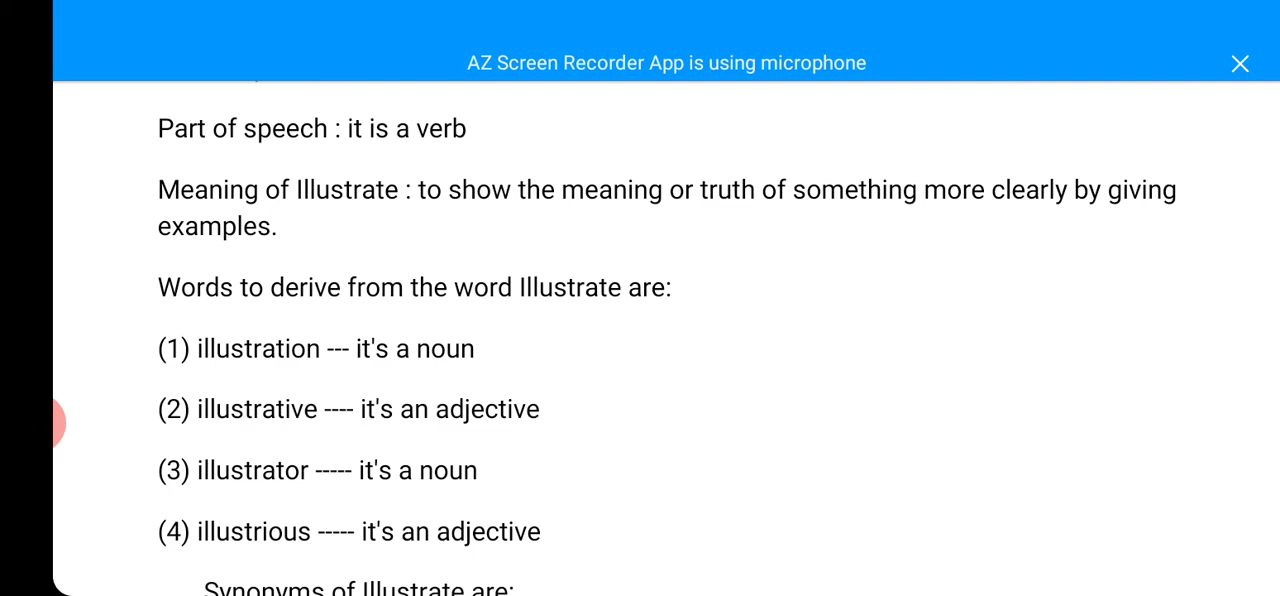 AZ Screen Recorder App is using microphone
Part of speech : it is a verb
Meaning of Illustrate : to show the meaning or truth of something more clearly by giving
examples.
Words to derive from the word Illustrate are:
(1) illustration --- it's a noun
(2) illustrative ---- it's an adjective
(3) illustrator ----- it's a noun
(4) illustrious ----- it's an adjective
Synonyms of Illustrate are: